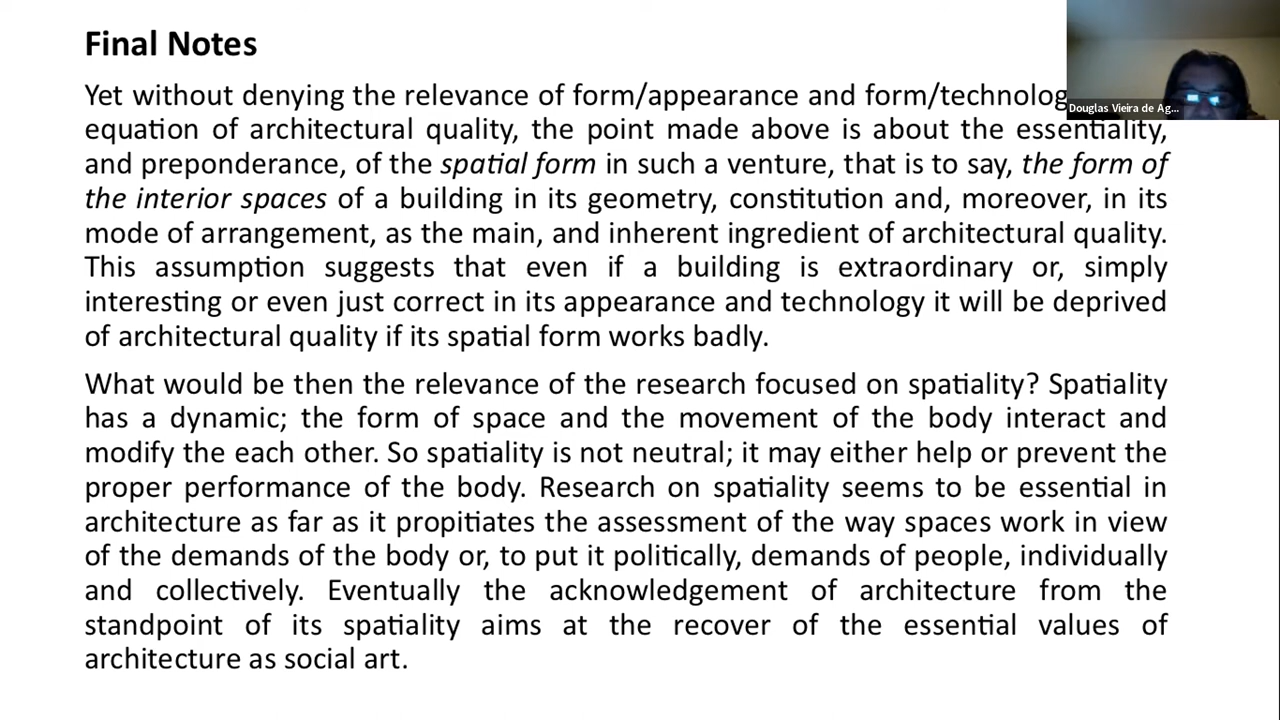 Final Notes
Yet without denying the relevance of form/appearance and form/technolog
Douglas Vieira de Ag...
equation of architectural quality, the point made above is about the essentiality,
and preponderance, of the spatial form in such a venture, that is to say, the form of
the interior spaces of a building in its geometry, constitution and, moreover, in its
mode of arrangement, as the main, and inherent ingredient of architectural quality.
This assumption suggests that even if a building is extraordinary or, simply
interesting or even just correct in its appearance and technology it will be deprived
of architectural quality if its spatial form works badly.
What would be then the relevance of the research focused on spatiality? Spatiality
has a dynamic; the form of space and the movement of the body interact and
modify the each other. So spatiality is not neutral; it may either help or prevent the
proper performance of the body. Research on spatiality seems to be essential in
architecture as far as it propitiates the assessment of the way spaces work in view
of the demands of the body or, to put it politically, demands of people, individually
and collectively. Eventually the acknowledgement of architecture from the
standpoint of its spatiality aims at the recover of the essential values of
architecture as social art.